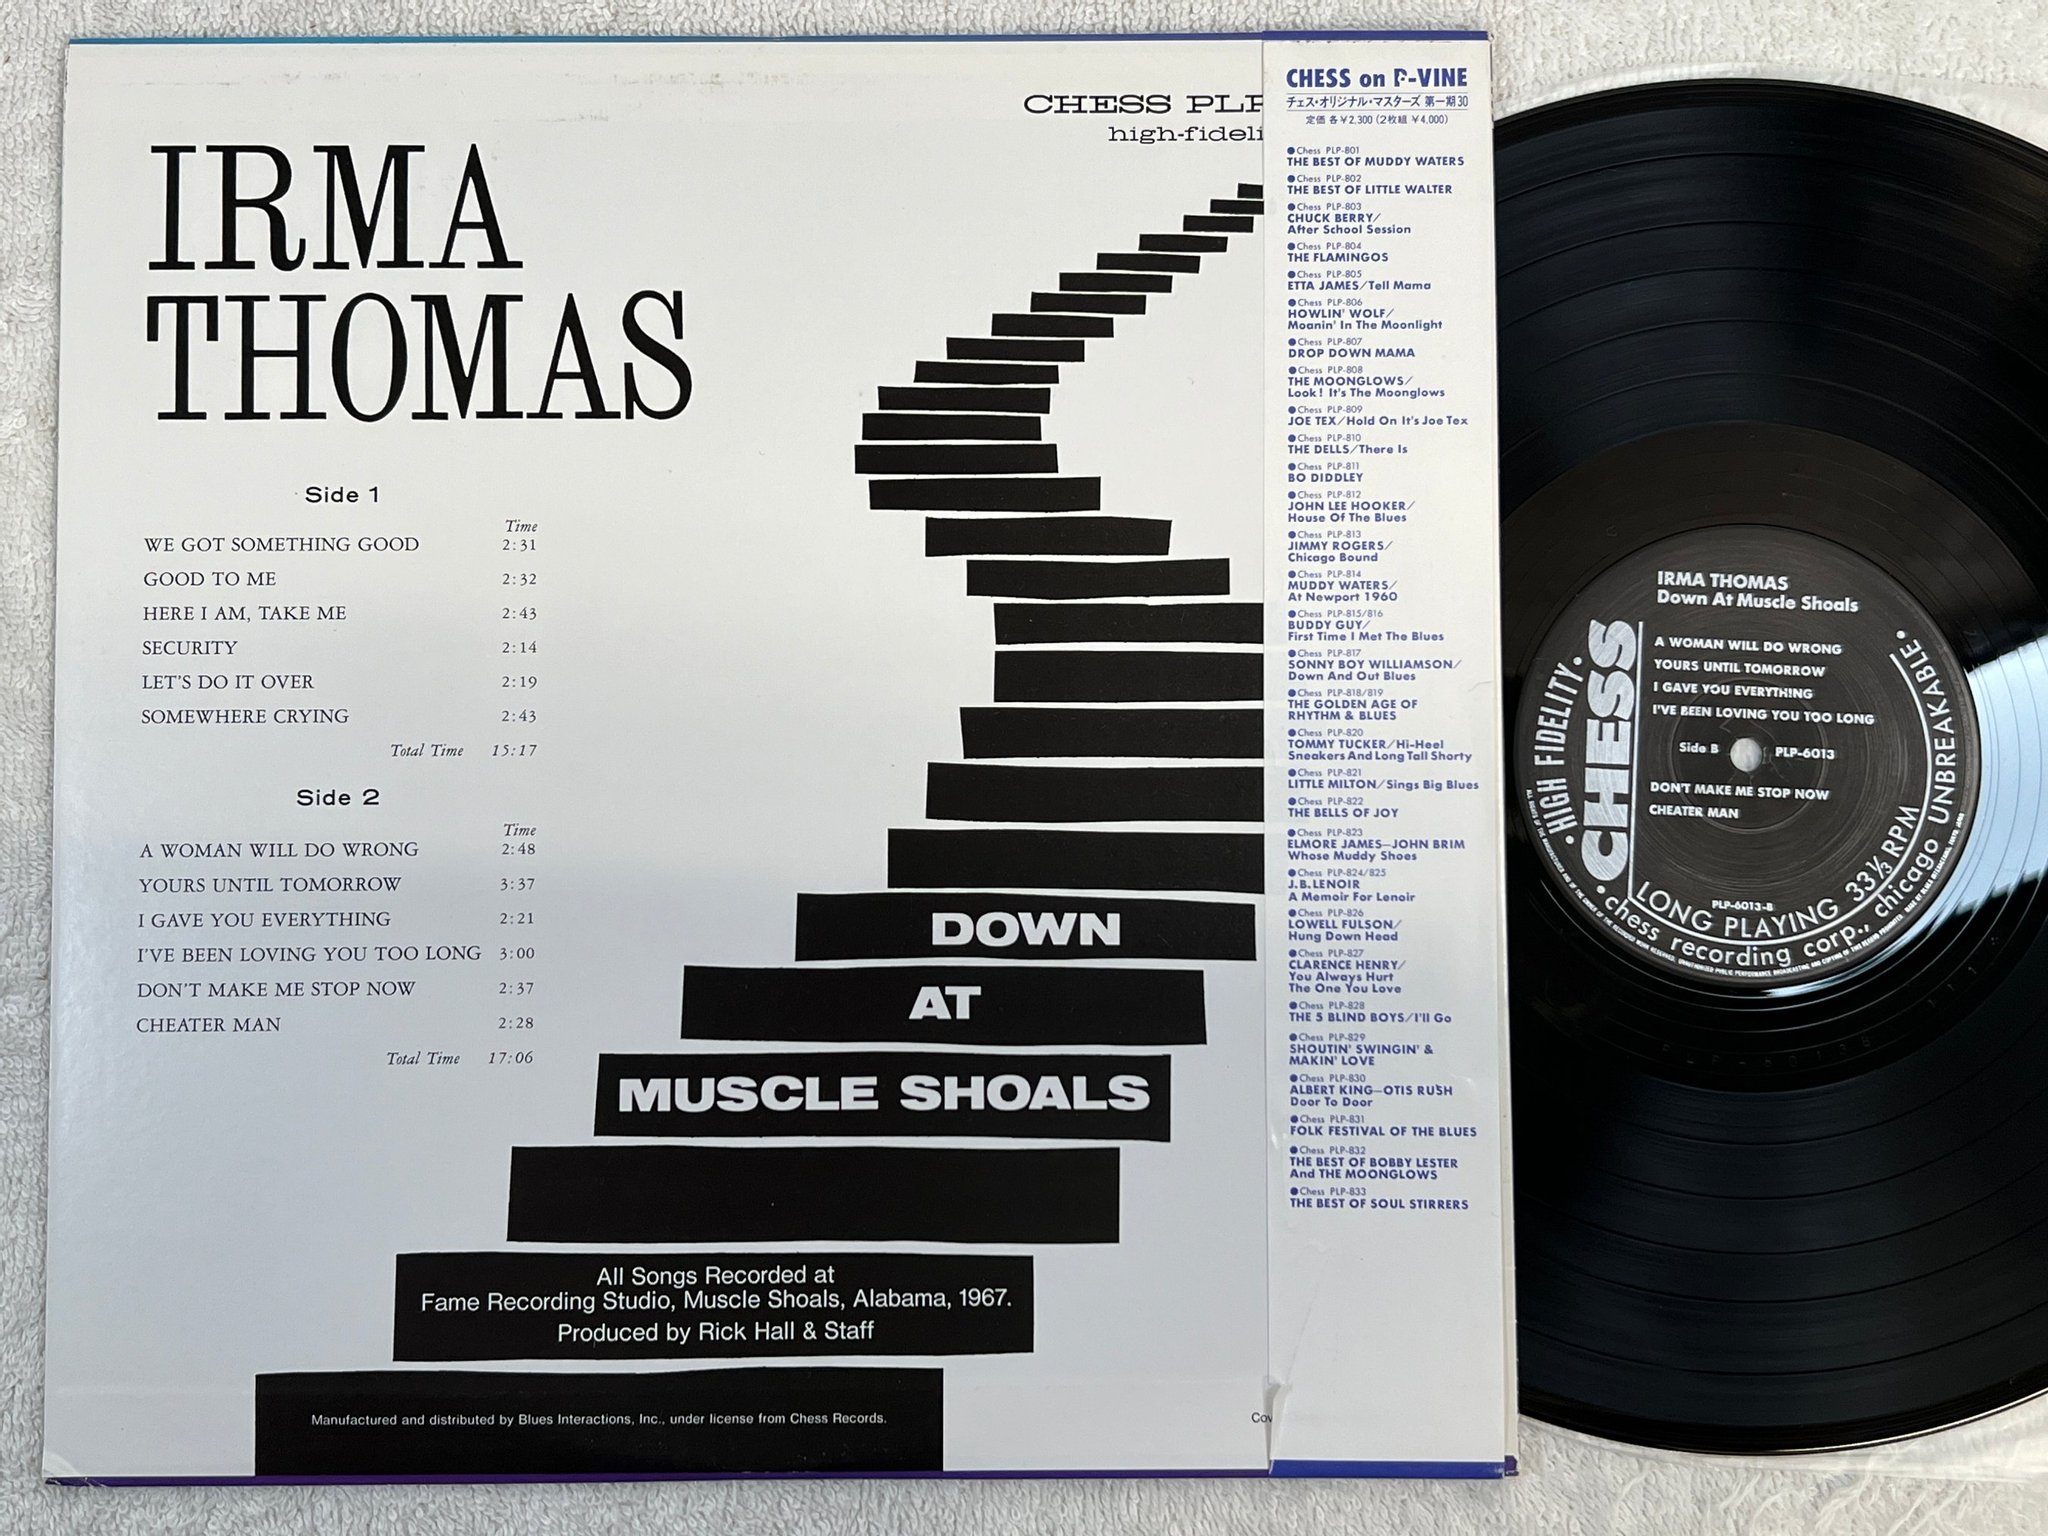 IRMA
THOMAS
CHESS PLP
high-fideli
Side 1
Time
WE GOT SOMETHING GOOD 2:31
GOOD TO ME 2:32
HERE I AM, TAKE ME 2:43
SECURITY 2:14
LET'S DO IT OVER 2:19
SOMEWHERE CRYING 2:43
Total Time 15:17
Side 2
Time
A WOMAN WILL DO WRONG 2:48
YOURS UNTIL TOMORROW 3:37
I GAVE YOU EVERYTHING 2:21
I'VE BEEN LOVING YOU TOO LONG 3:00
DON'T MAKE ME STOP NOW 2:37
CHEATER MAN 2:28
Total Time 17:06
DOWN
AT
MUSCLE SHOALS
All Songs Recorded at
Fame Recording Studio, Muscle Shoals, Alabama, 1967.
Produced by Rick Hall & Staff
Manufactured and distributed by Blues Interactions, Inc., under license from Chess Records.
Cov
CHESS on P-VINE
チェス・オリジナル・マスターズ 第一期30
定価 各¥2,300(2枚組 ¥4,000)
●Chess PLP-801
THE BEST OF MUDDY WATERS
●Chess PLP-802
THE BEST OF LITTLE WALTER
●Chess PLP-803
CHUCK BERRY/
After School Session
●Chess PLP-804
THE FLAMINGOS
●Chess PLP-805
ETTA JAMES/Tell Mama
●Chess PLP-806
HOWLIN' WOLF/
Moanin' In The Moonlight
●Chess PLP-807
DROP DOWN MAMA
●Chess PLP-808
THE MOONGLOWS/
Look! It's The Moonglows
●Chess PLP-809
JOE TEX/Hold On It's Joe Tex
●Chess PLP-810
THE DELLS/There Is
●Chess PLP-811
BO DIDDLEY
●Chess PLP-812
JOHN LEE HOOKER/
House Of The Blues
●Chess PLP-813
JIMMY ROGERS/
Chicago Bound
●Chess PLP-814
MUDDY WATERS/
At Newport 1960
●Chess PLP-815/816
BUDDY GUY/
First Time I Met The Blues
●Chess PLP-817
SONNY BOY WILLIAMSON/
Down And Out Blues
●Chess PLP-818/819
THE GOLDEN AGE OF
RHYTHM & BLUES
●Chess PLP-820
TOMMY TUCKER/Hi-Heel
Sneakers And Long Tall Shorty
●Chess PLP-821
LITTLE MILTON/Sings Big Blues
●Chess PLP-822
THE BELLS OF JOY
●Chess PLP-823
ELMORE JAMES—JOHN BRIM
Whose Muddy Shoes
●Chess PLP-824/825
J.B.LENOIR
A Memoir For Lenoir
●Chess PLP-826
LOWELL FULSON/
Hung Down Head
●Chess PLP-827
CLARENCE HENRY/
You Always Hurt
The One You Love
●Chess PLP-828
THE 5 BLIND BOYS/I'll Go
●Chess PLP-829
SHOUTIN' SWINGIN' &
MAKIN' LOVE
●Chess PLP-830
ALBERT KING—OTIS RUSH
Door To Door
●Chess PLP-831
FOLK FESTIVAL OF THE BLUES
●Chess PLP-832
THE BEST OF BOBBY LESTER
And THE MOONGLOWS
●Chess PLP-833
THE BEST OF SOUL STIRRERS
IRMA THOMAS
Down At Muscle Shoals
A WOMAN WILL DO WRONG
YOURS UNTIL TOMORROW
I GAVE YOU EVERYTHING
I'VE BEEN LOVING YOU TOO LONG
Side B PLP-6013
DON'T MAKE ME STOP NOW
CHEATER MAN
PLP-6013-B
• HIGH FIDELITY •
CHESS
LONG PLAYING 33⅓ RPM
• chess recording corp., chicago UNBREAKABLE •